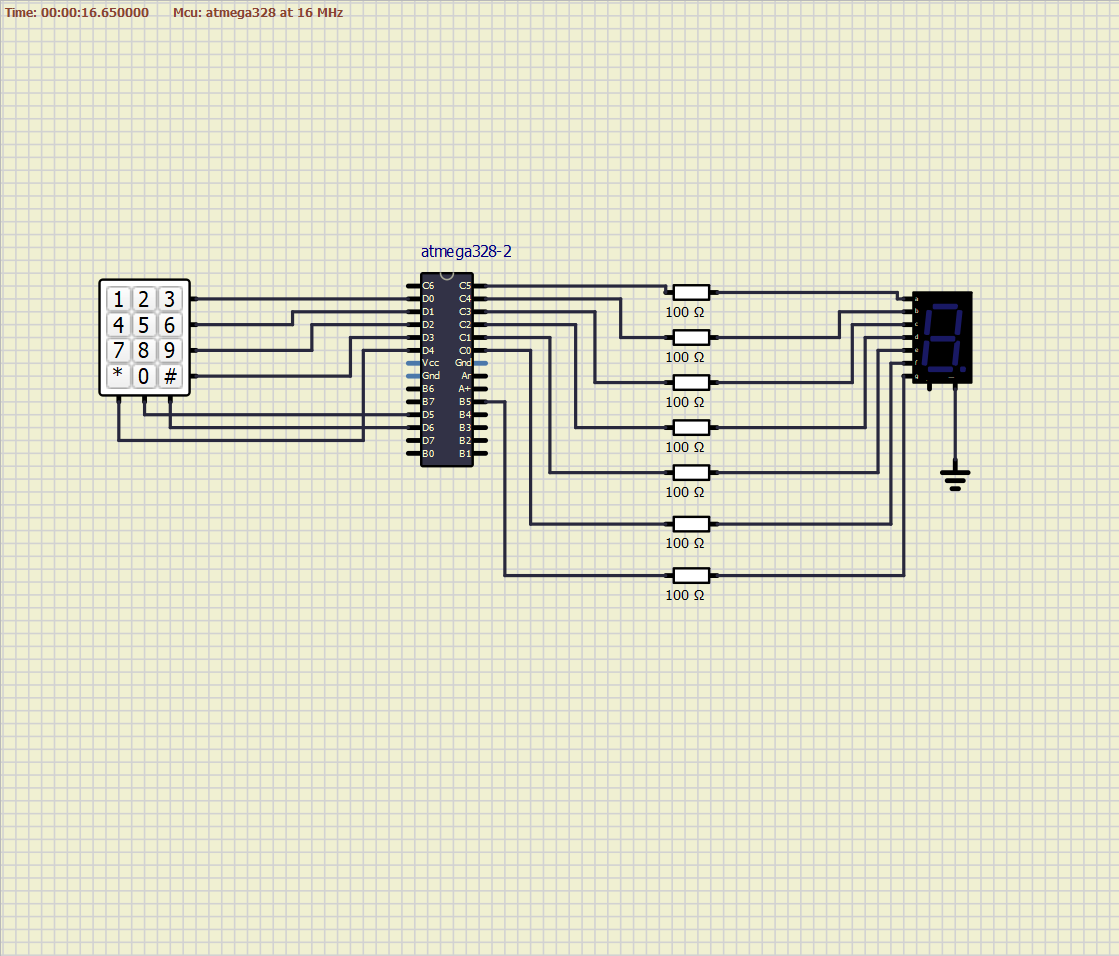 Time: 00:00:16.650000 Mcu: atmega328 at 16 MHz
atmega328-2
1 2 3
4 5 6
7 8 9
* 0 #
C6 C5
D0 C4
D1 C3
D2 C2
D3 C1
D4 C0
Vcc Gnd
Gnd Ar
B6 A+
B7 B5
D5 B4
D6 B3
D7 B2
B0 B1
100 Ω
100 Ω
100 Ω
100 Ω
100 Ω
100 Ω
100 Ω
a
b
c
d
e
f
g